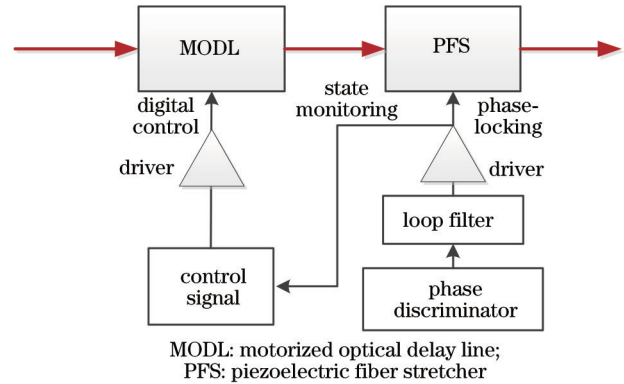 MODL
PFS
digital
control
state
monitoring
phase-
locking
driver
driver
loop filter
control
signal
phase
discriminator
MODL: motorized optical delay line;
PFS: piezoelectric fiber stretcher